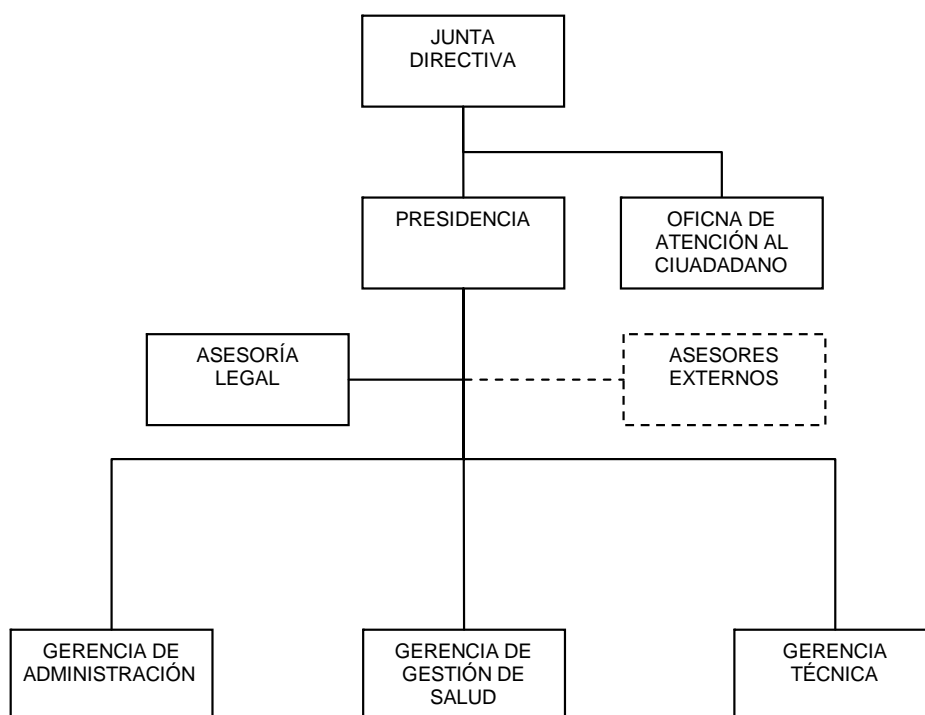 JUNTA
DIRECTIVA
PRESIDENCIA
OFICNA DE
ATENCIÓN AL
CIUADADANO
ASESORÍA
LEGAL
ASESORES
EXTERNOS
GERENCIA DE
ADMINISTRACIÓN
GERENCIA DE
GESTIÓN DE
SALUD
GERENCIA
TÉCNICA